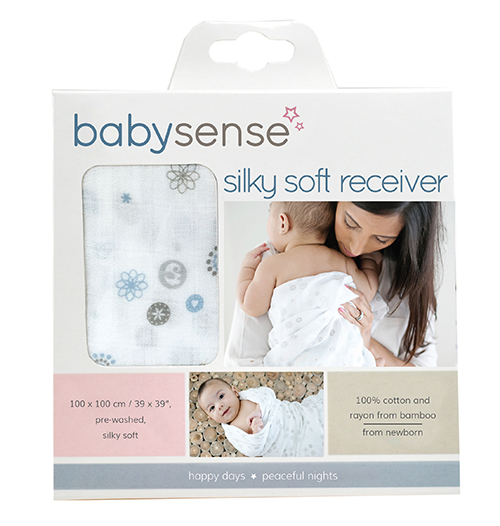 babysense
silky soft receiver
100 x 100 cm / 39 x 39",
pre-washed,
silky soft
100% cotton and
rayon from bamboo
from newborn
happy days ★ peaceful nights